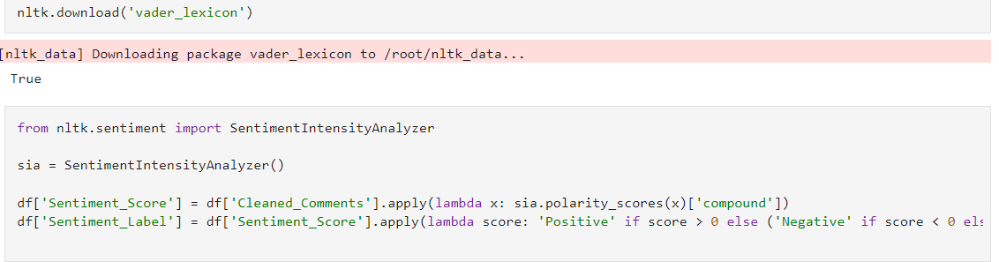 nltk.download('vader_lexicon')
[nltk_data] Downloading package vader_lexicon to /root/nltk_data...
True
from nltk.sentiment import SentimentIntensityAnalyzer
sia = SentimentIntensityAnalyzer()
df['Sentiment_Score'] = df['Cleaned_Comments'].apply(lambda x: sia.polarity_scores(x)['compound'])
df['Sentiment_Label'] = df['Sentiment_Score'].apply(lambda score: 'Positive' if score > 0 else ('Negative' if score < 0 els